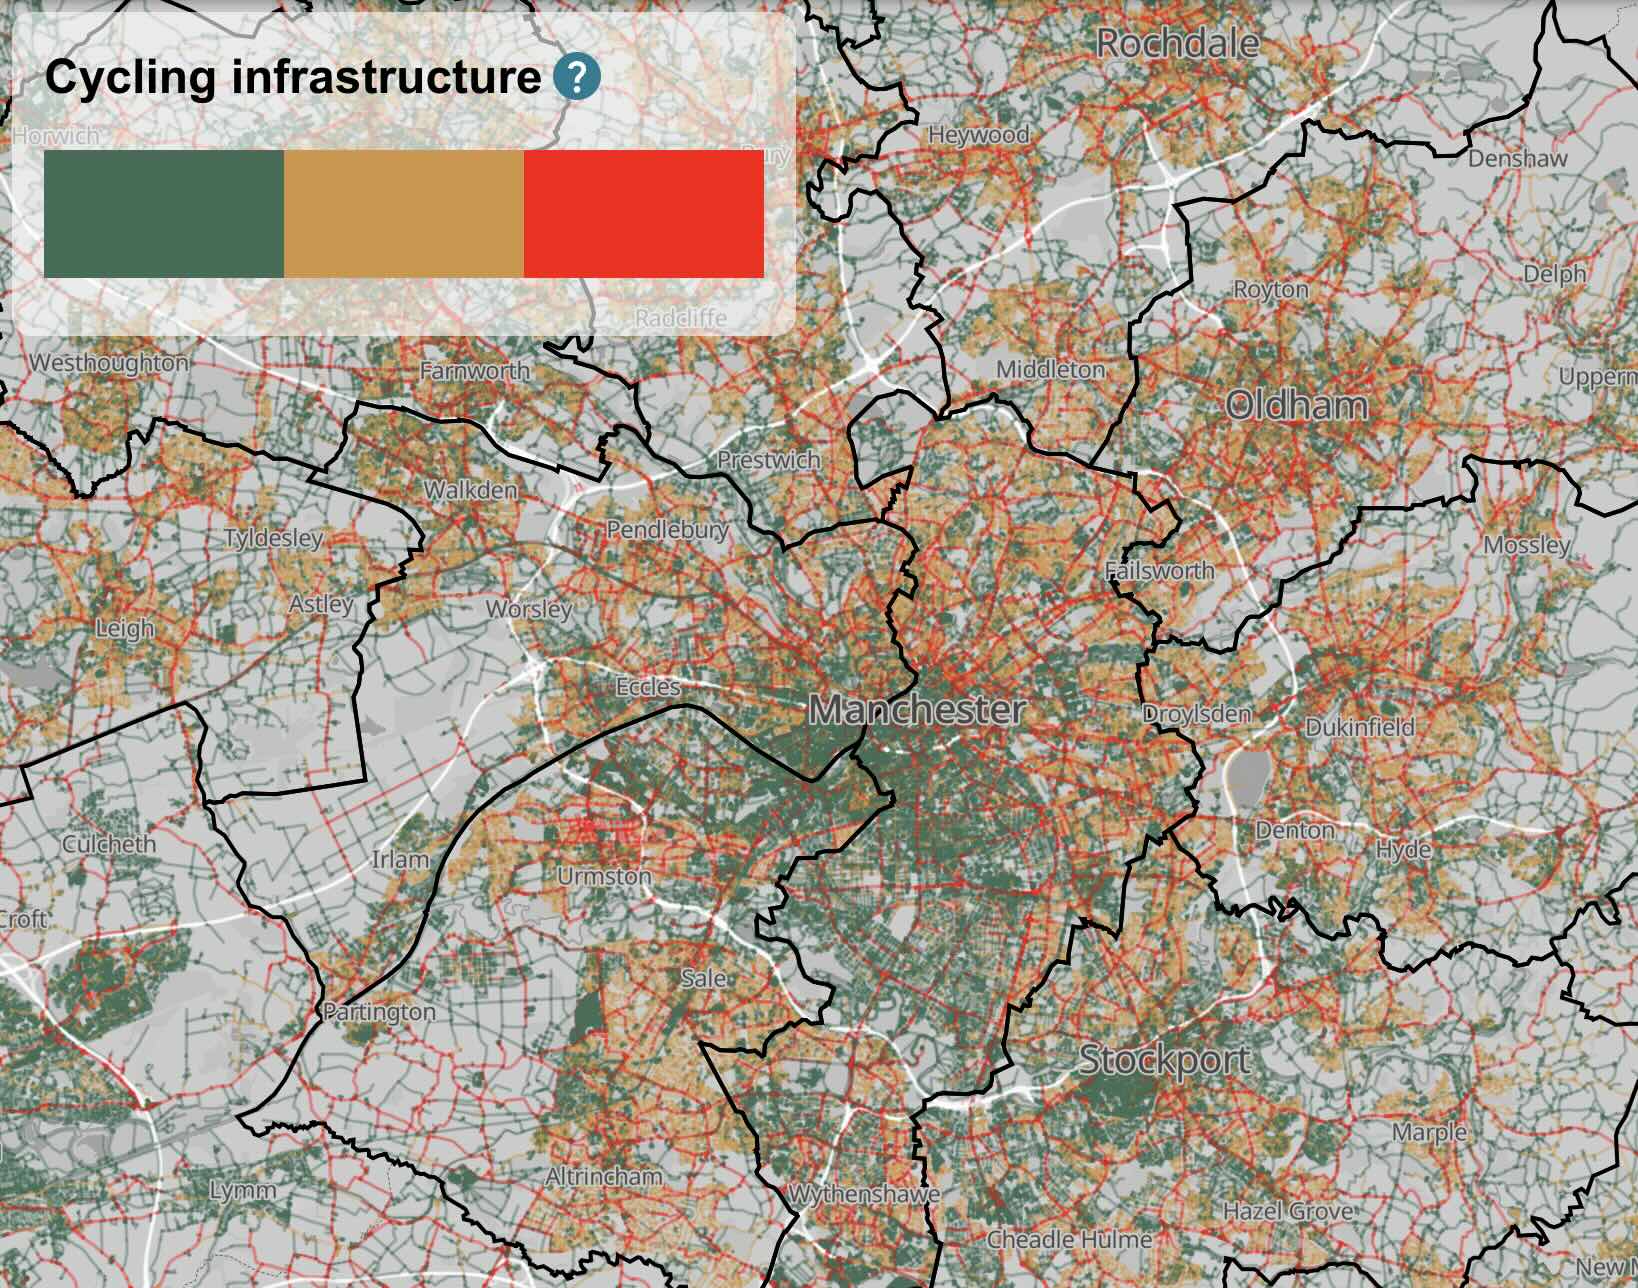 Rochdale
Cycling infrastructure ?
Horwich
Heywood
Bury
Denshaw
Delph
Royton
Radcliffe
Westhoughton
Farnworth
Middleton
Upperm
Oldham
Prestwich
Walkden
Pendlebury
Tyldesley
Mossley
Failsworth
Astley
Worsley
Leigh
Eccles
Manchester
Droylsden
Dukinfield
Denton
Culcheth
Hyde
Irlam
Urmston
Croft
Sale
Partington
Stockport
Marple
Altrincham
Lymm
Wythenshawe
Hazel Grove
Cheadle Hulme
New M